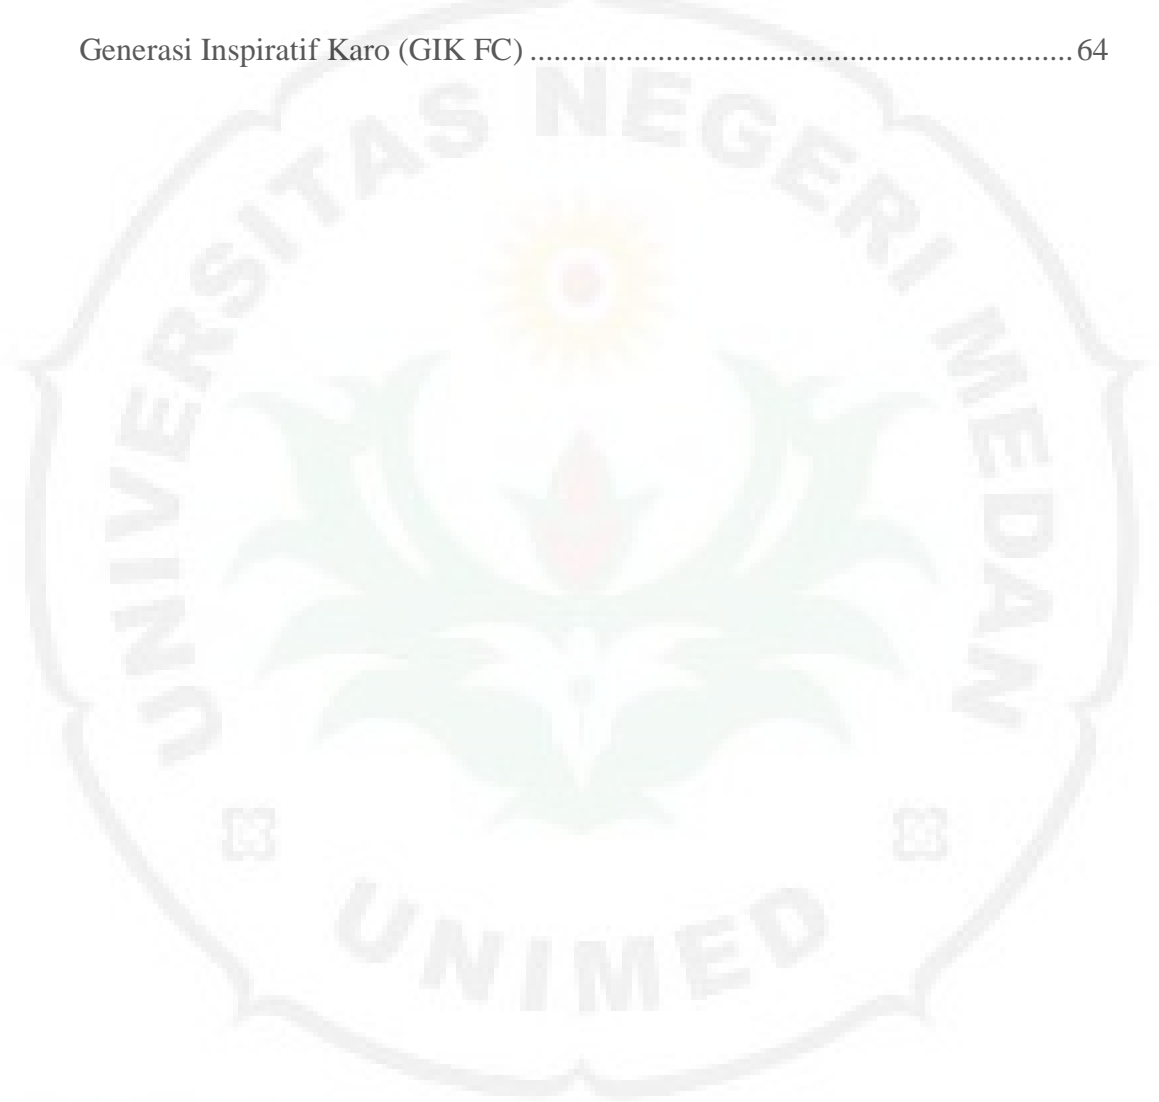 Generasi Inspiratif Karo (GIK FC) .......................................................... 64
UNIVERSITAS NEGERI MEDAN
UNIMED